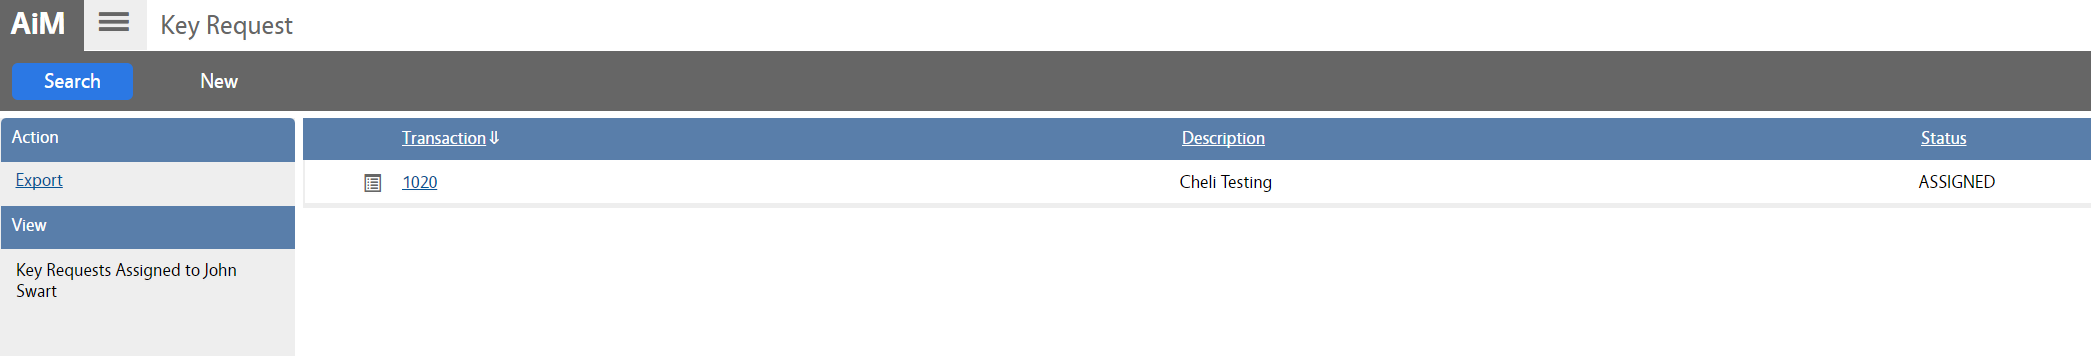 AiM Key Request
Search New
Action
Export
View
Key Requests Assigned to John
Swart
Transaction⇓ Description Status
1020 Cheli Testing ASSIGNED